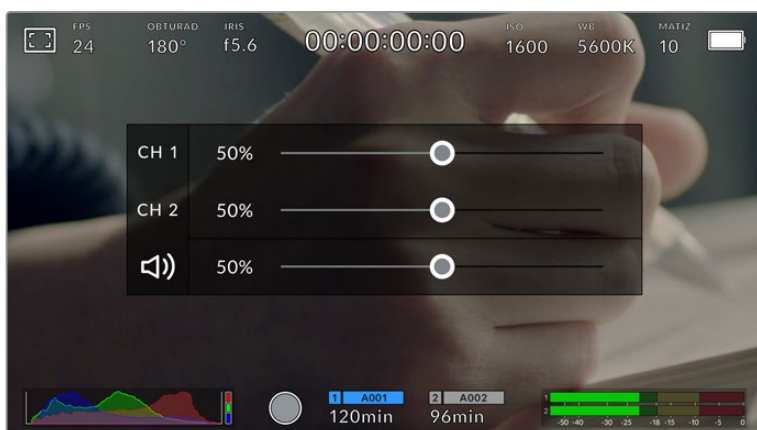 FPS OBTURAD. IRIS ISO WB MATIZ
24 180° f5.6 00:00:00:00 1600 5600K 10
CH 1 50%
CH 2 50%
50%
1 A001 2 A002
120min 96min
1
2
-50 -40 -30 -25 -18 -15 -10 -5 0